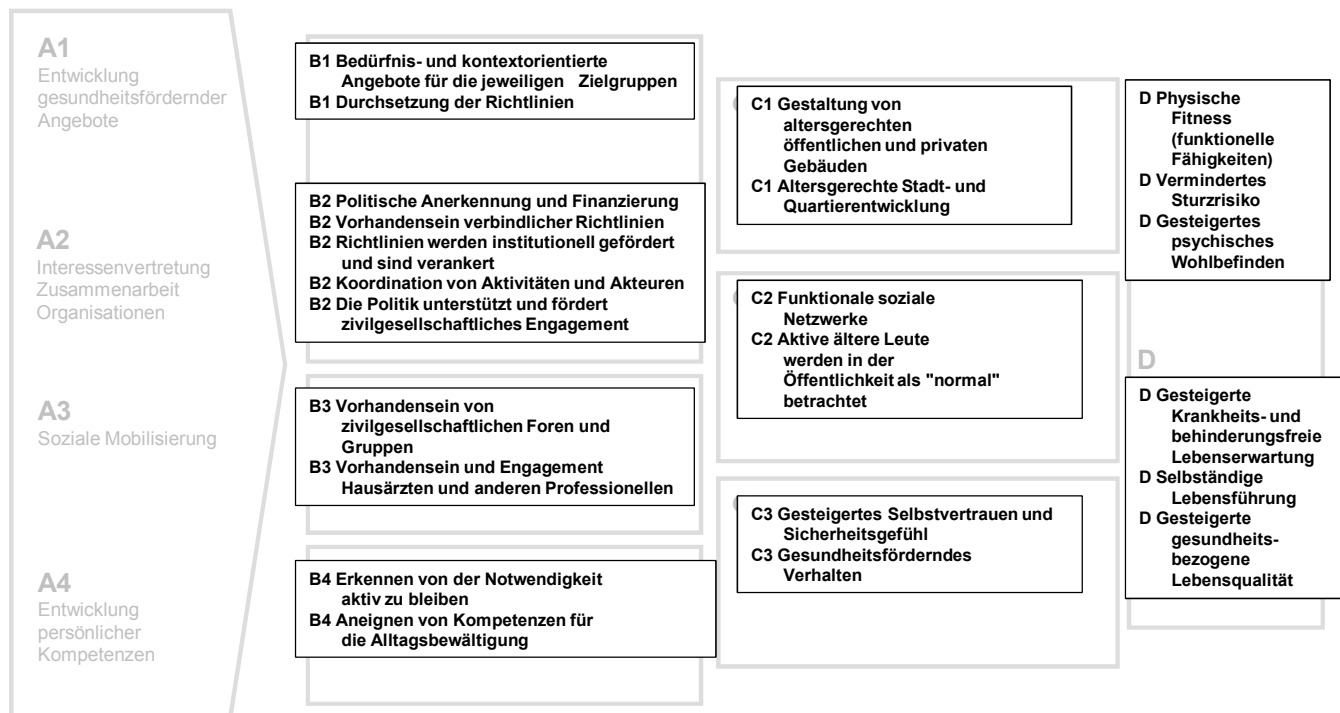 A1
Entwicklung
gesundheitsfördernder
Angebote
A2
Interessenvertretung
Zusammenarbeit
Organisationen
A3
Soziale Mobilisierung
A4
Entwicklung
persönlicher
Kompetenzen
B1 Bedürfnis- und kontextorientierte
Angebote für die jeweiligen Zielgruppen
B1 Durchsetzung der Richtlinien
B2 Politische Anerkennung und Finanzierung
B2 Vorhandensein verbindlicher Richtlinien
B2 Richtlinien werden institutionell gefördert
und sind verankert
B2 Koordination von Aktivitäten und Akteuren
B2 Die Politik unterstützt und fördert
zivilgesellschaftliches Engagement
B3 Vorhandensein von
zivilgesellschaftlichen Foren und
Gruppen
B3 Vorhandensein und Engagement
Hausärzten und anderen Professionellen
B4 Erkennen von der Notwendigkeit
aktiv zu bleiben
B4 Aneignen von Kompetenzen für
die Alltagsbewältigung
C1 Gestaltung von
altersgerechten
öffentlichen und privaten
Gebäuden
C1 Altersgerechte Stadt- und
Quartierentwicklung
C2 Funktionale soziale
Netzwerke
C2 Aktive ältere Leute
werden in der
Öffentlichkeit als "normal"
betrachtet
C3 Gesteigertes Selbstvertrauen und
Sicherheitsgefühl
C3 Gesundheitsförderndes
Verhalten
D Physische
Fitness
(funktionelle
Fähigkeiten)
D Vermindertes
Sturzrisiko
D Gesteigertes
psychisches
Wohlbefinden
D
D Gesteigerte
Krankheits- und
behinderungsfreie
Lebenserwartung
D Selbständige
Lebensführung
D Gesteigerte
gesundheits-
bezogene
Lebensqualität